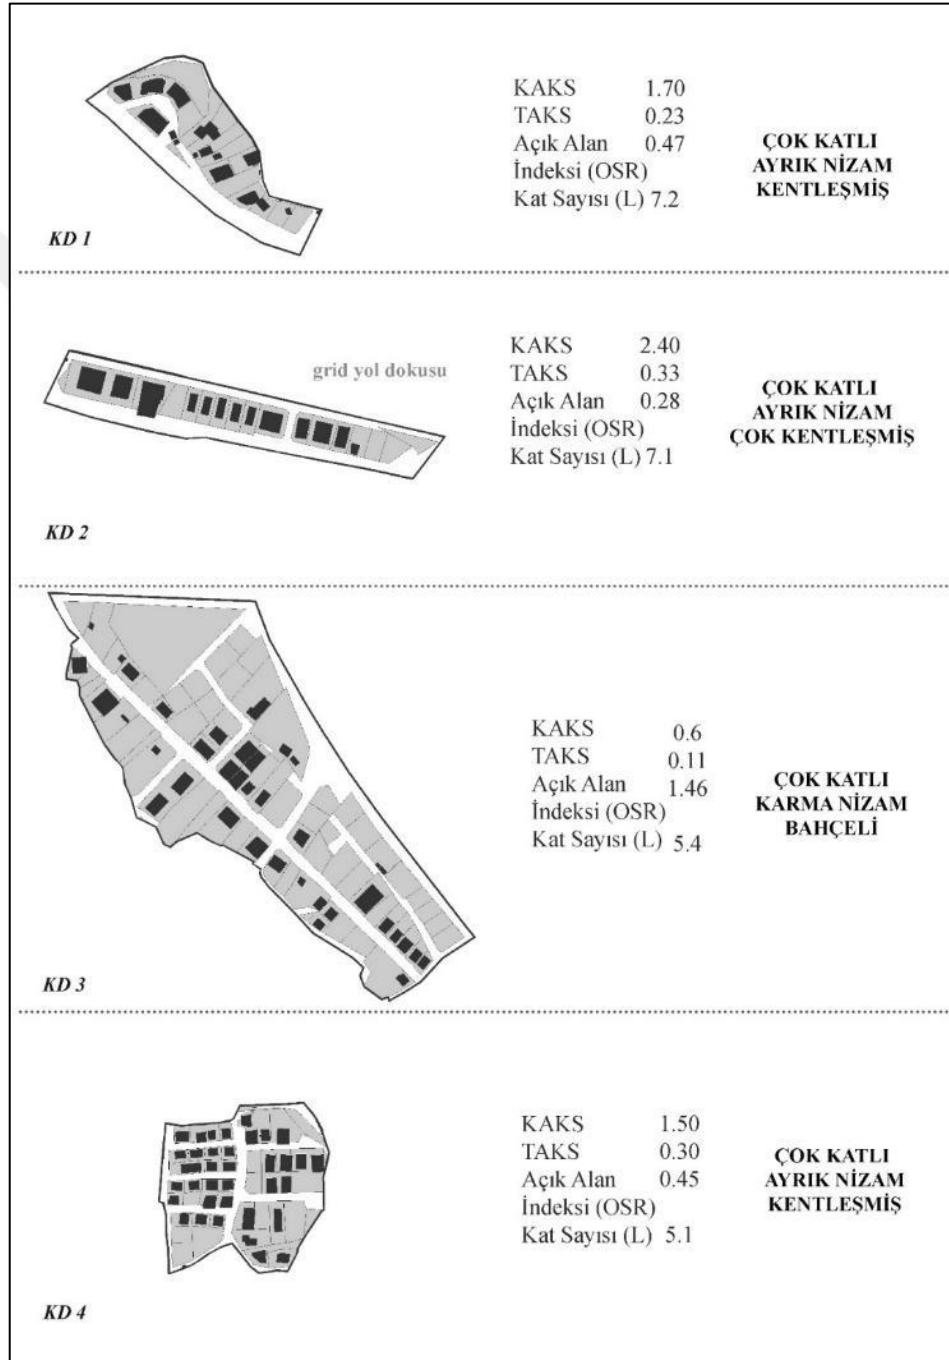 KAKS 1.70
TAKS 0.23
Açık Alan 0.47
İndeksi (OSR)
Kat Sayısı (L) 7.2
ÇOK KATLI
AYRIK NİZAM
KENTLEŞMİŞ
KD 1
grid yol dokusu
KAKS 2.40
TAKS 0.33
Açık Alan 0.28
İndeksi (OSR)
Kat Sayısı (L) 7.1
ÇOK KATLI
AYRIK NİZAM
ÇOK KENTLEŞMİŞ
KD 2
KAKS 0.6
TAKS 0.11
Açık Alan 1.46
İndeksi (OSR)
Kat Sayısı (L) 5.4
ÇOK KATLI
KARMA NİZAM
BAHÇELİ
KD 3
KAKS 1.50
TAKS 0.30
Açık Alan 0.45
İndeksi (OSR)
Kat Sayısı (L) 5.1
ÇOK KATLI
AYRIK NİZAM
KENTLEŞMİŞ
KD 4